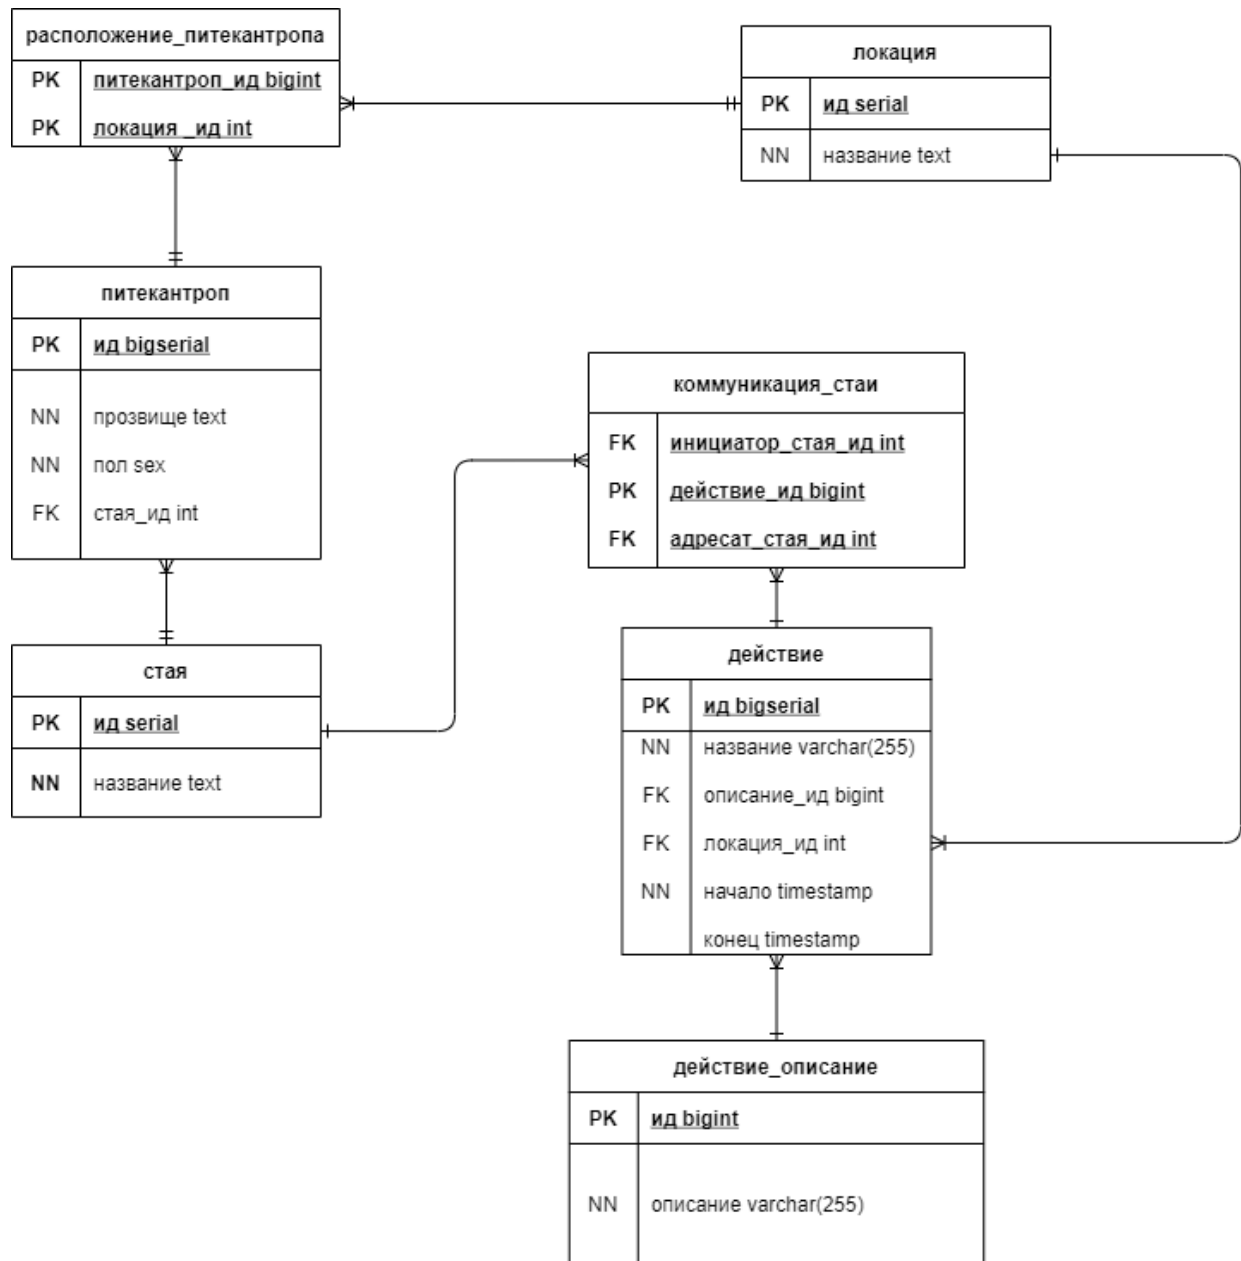 расположение_питекантропа
PK питекантроп_ид bigint
PK локация _ид int
локация
PK ид serial
NN название text
питекантроп
PK ид bigserial
NN прозвище text
NN пол sex
FK стая_ид int
коммуникация_стаи
FK инициатор_стая_ид int
PK действие_ид bigint
FK адресат_стая_ид int
стая
PK ид serial
NN название text
действие
PK ид bigserial
NN название varchar(255)
FK описание_ид bigint
FK локация_ид int
NN начало timestamp
конец timestamp
действие_описание
PK ид bigint
NN описание varchar(255)